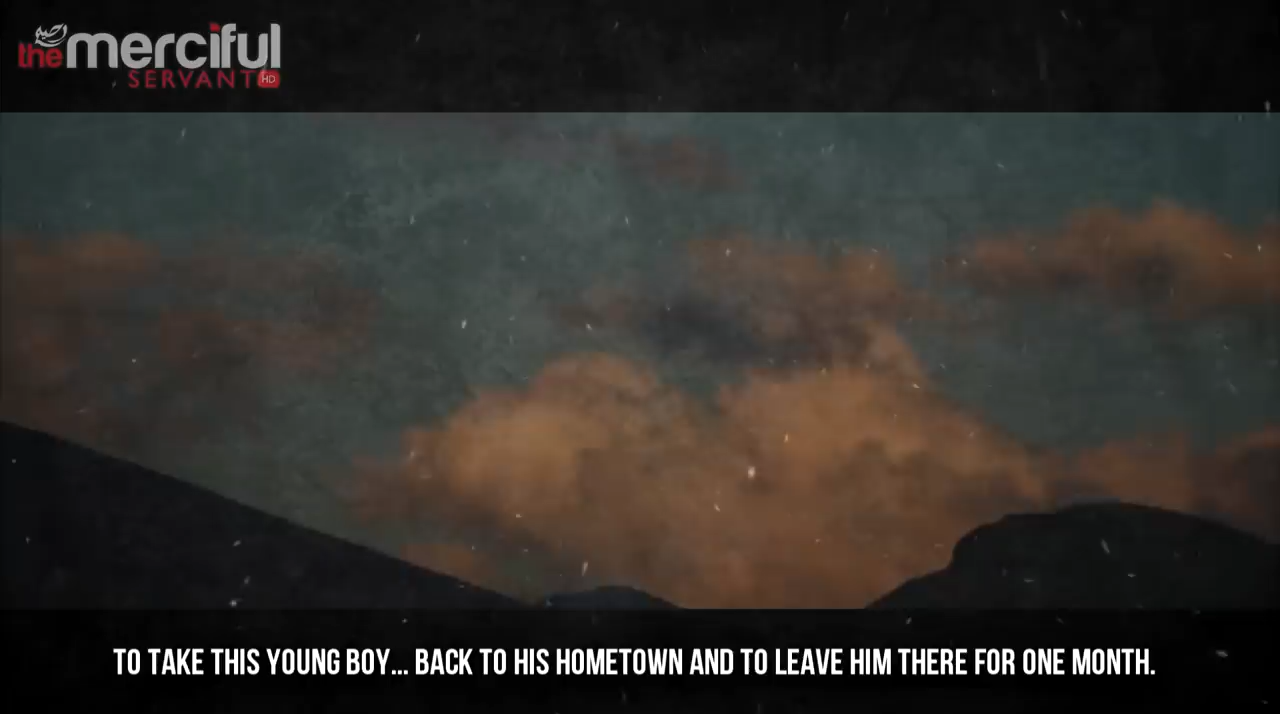 the merciful
SERVANT HD
TO TAKE THIS YOUNG BOY... BACK TO HIS HOMETOWN AND TO LEAVE HIM THERE FOR ONE MONTH.